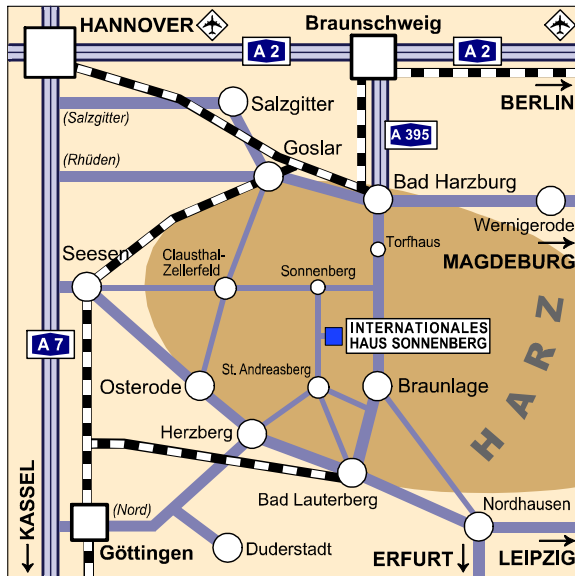 HANNOVER
Braunschweig
A 2
A 2
BERLIN
Salzgitter
(Salzgitter)
A 395
Goslar
(Rhüden)
Bad Harzburg
Wernigerode
Torfhaus
MAGDEBURG
Seesen
Clausthal-
Zellerfeld
Sonnenberg
INTERNATIONALES
HAUS SONNENBERG
A 7
HARZ
St. Andreasberg
Osterode
Braunlage
Herzberg
KASSEL
Bad Lauterberg
Nordhausen
(Nord)
Göttingen
Duderstadt
ERFURT
LEIPZIG